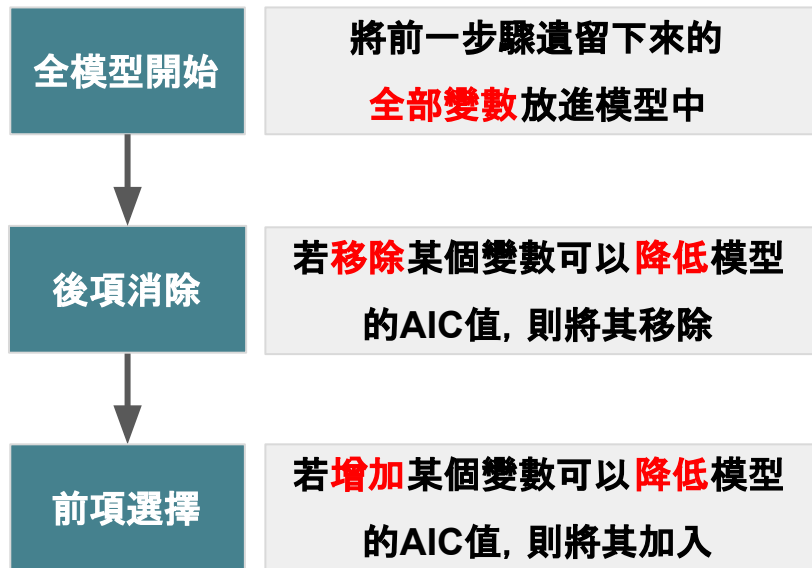 全模型開始
將前一步驟遺留下來的
全部變數放進模型中
後項消除
若移除某個變數可以降低模型
的AIC值，則將其移除
前項選擇
若增加某個變數可以降低模型
的AIC值，則將其加入